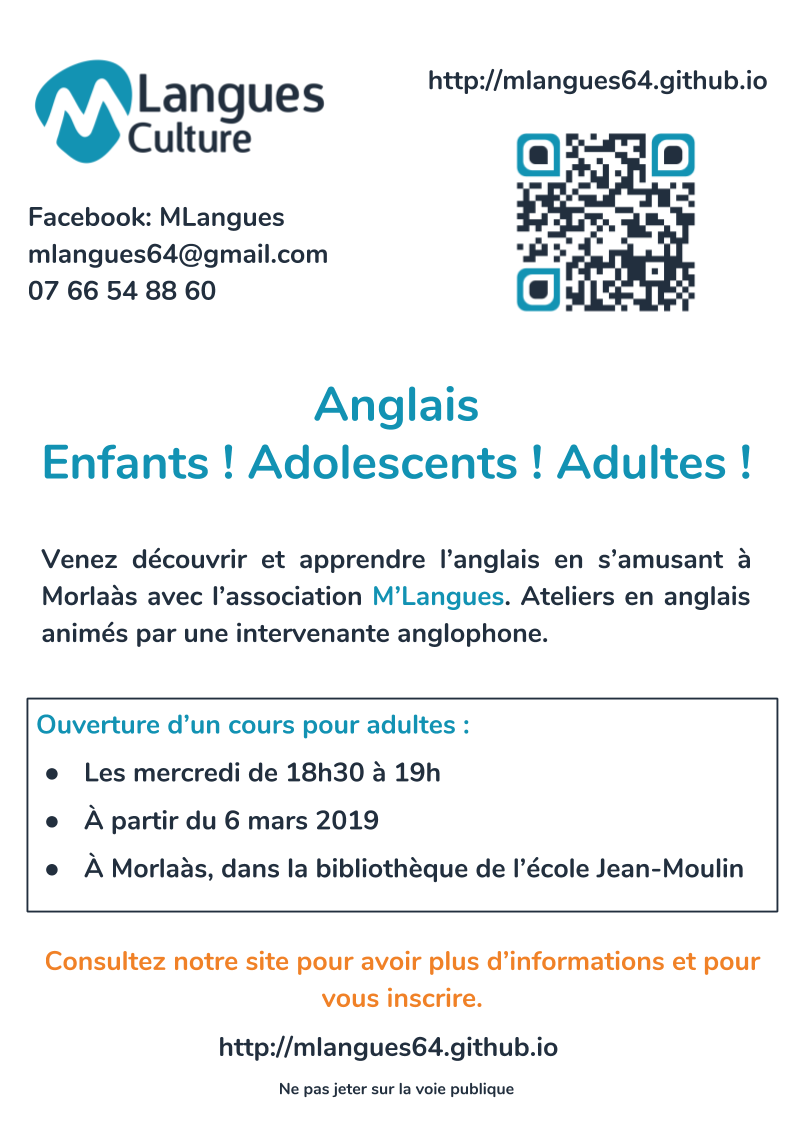 MLangues
Culture
http://mlangues64.github.io
Facebook: MLangues
mlangues64@gmail.com
07 66 54 88 60
Anglais
Enfants ! Adolescents ! Adultes !
Venez découvrir et apprendre l’anglais en s’amusant à
Morlaàs avec l’association M’Langues. Ateliers en anglais
animés par une intervenante anglophone.
Ouverture d’un cours pour adultes :
● Les mercredi de 18h30 à 19h
● À partir du 6 mars 2019
● À Morlaàs, dans la bibliothèque de l’école Jean-Moulin
Consultez notre site pour avoir plus d’informations et pour
vous inscrire.
http://mlangues64.github.io
Ne pas jeter sur la voie publique